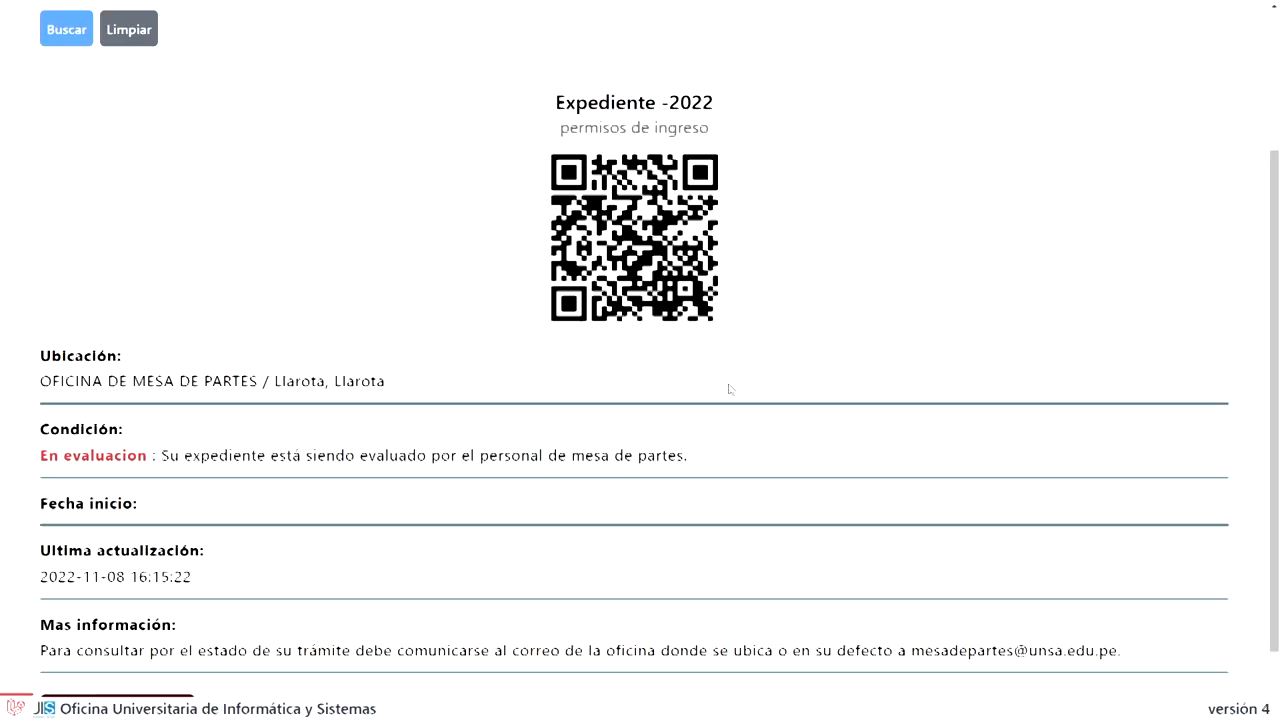 Buscar Limpiar
Expediente -2022
permisos de ingreso
Ubicación:
OFICINA DE MESA DE PARTES / Llarota, Llarota
Condición:
En evaluacion : Su expediente está siendo evaluado por el personal de mesa de partes.
Fecha inicio:
Ultima actualización:
2022-11-08 16:15:22
Mas información:
Para consultar por el estado de su trámite debe comunicarse al correo de la oficina donde se ubica o en su defecto a mesadepartes@unsa.edu.pe.
Oficina Universitaria de Informática y Sistemas
versión 4